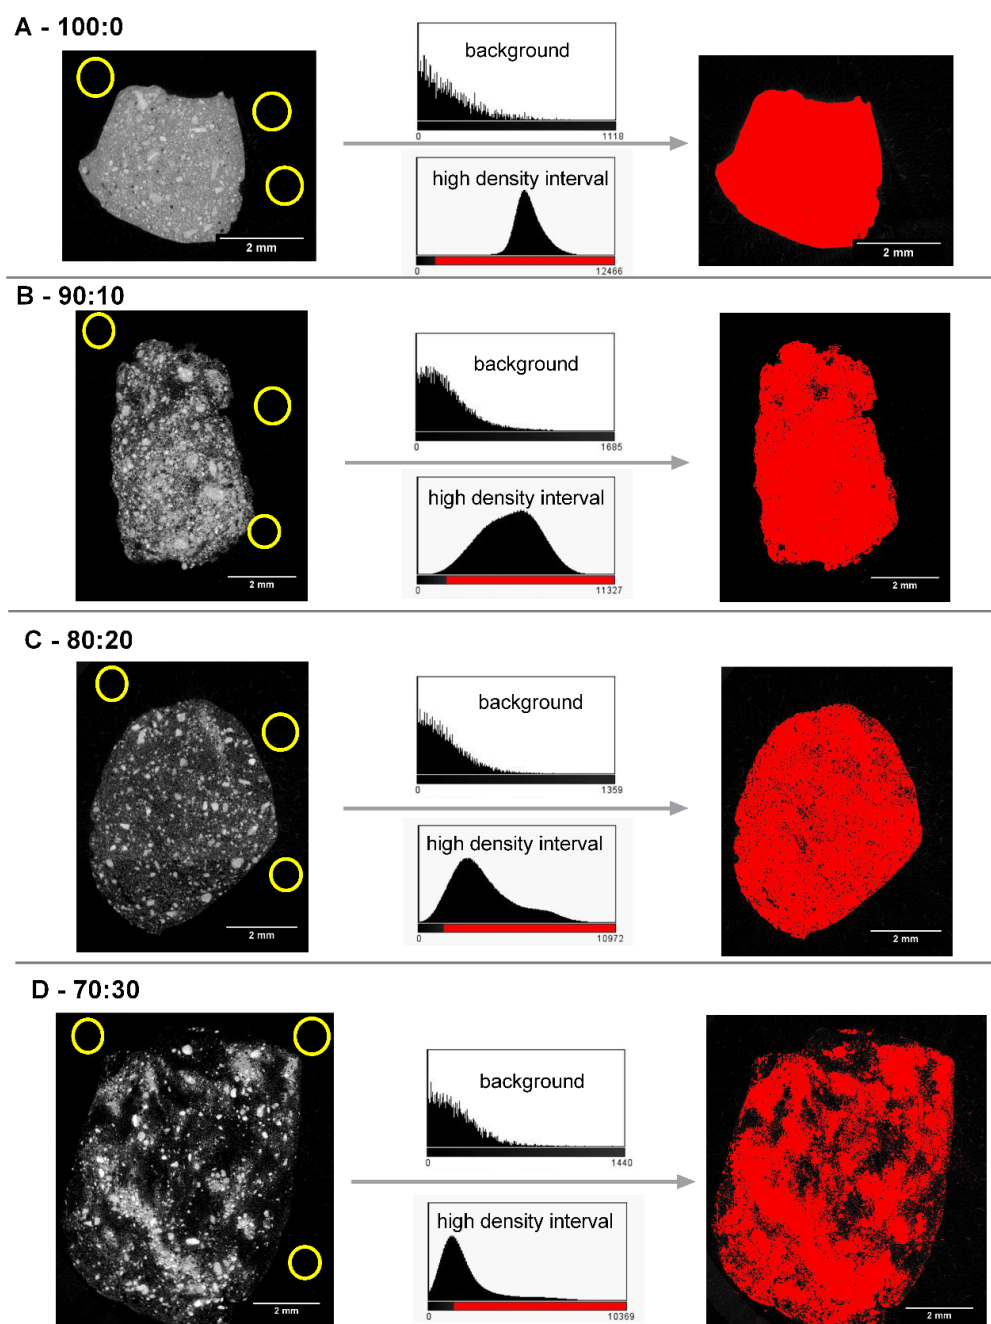 A - 100:0
background
0 1118
high density interval
0 12466
2 mm
2 mm
B - 90:10
background
0 1685
high density interval
0 11327
2 mm
2 mm
C - 80:20
background
0 1359
high density interval
0 10972
2 mm
2 mm
D - 70:30
background
0 1440
high density interval
0 10369
2 mm
2 mm